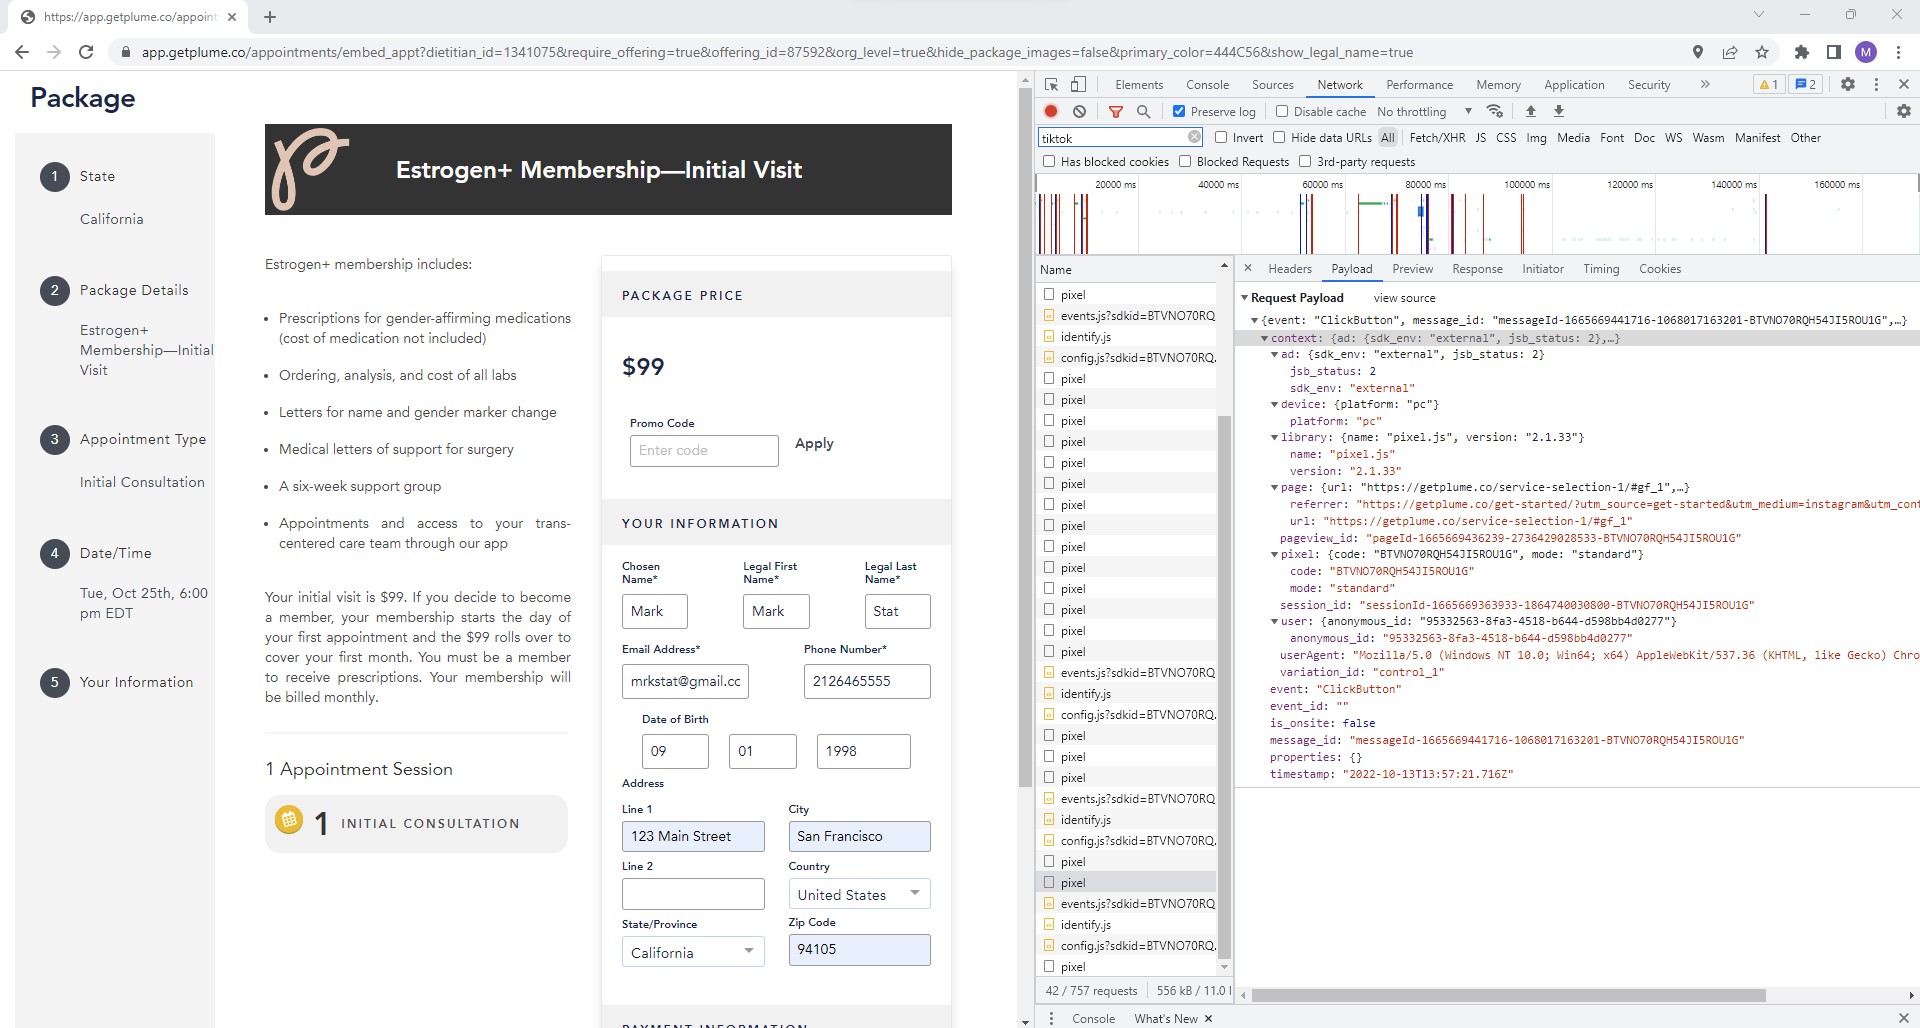 https://app.getplume.co/appoint
app.getplume.co/appointments/embed_appt?dietitian_id=1341075&require_offering=true&offering_id=87592&org_level=true&hide_package_images=false&primary_color=444C56&show_legal_name=true
M
Package
1 State
California
2 Package Details
Estrogen+
Membership—Initial
Visit
3 Appointment Type
Initial Consultation
4 Date/Time
Tue, Oct 25th, 6:00
pm EDT
5 Your Information
Estrogen+ Membership—Initial Visit
Estrogen+ membership includes:
• Prescriptions for gender-affirming medications
(cost of medication not included)
• Ordering, analysis, and cost of all labs
• Letters for name and gender marker change
• Medical letters of support for surgery
• A six-week support group
• Appointments and access to your trans-
centered care team through our app
Your initial visit is $99. If you decide to become
a member, your membership starts the day of
your first appointment and the $99 rolls over to
cover your first month. You must be a member
to receive prescriptions. Your membership will
be billed monthly.
1 Appointment Session
1 INITIAL CONSULTATION
PACKAGE PRICE
$99
Promo Code
Enter code Apply
YOUR INFORMATION
Chosen
Name*
Legal First
Name*
Legal Last
Name*
Mark Mark Stat
Email Address* Phone Number*
mrkstat@gmail.cc 2126465555
Date of Birth
09 01 1998
Address
Line 1 City
123 Main Street San Francisco
Line 2 Country
United States
State/Province Zip Code
California 94105
PAYMENT INFORMATION
Elements Console Sources Network Performance Memory Application Security » 1 2
Preserve log Disable cache No throttling
tiktok Invert Hide data URLs All Fetch/XHR JS CSS Img Media Font Doc WS Wasm Manifest Other
Has blocked cookies Blocked Requests 3rd-party requests
20000 ms 40000 ms 60000 ms 80000 ms 100000 ms 120000 ms 140000 ms 160000 ms
Name
pixel
events.js?sdkid=BTVNO70RQ
identify.js
config.js?sdkid=BTVNO70RQ.
pixel
pixel
pixel
pixel
pixel
pixel
pixel
pixel
pixel
pixel
pixel
pixel
pixel
pixel
events.js?sdkid=BTVNO70RQ
identify.js
config.js?sdkid=BTVNO70RQ.
pixel
pixel
pixel
events.js?sdkid=BTVNO70RQ
identify.js
config.js?sdkid=BTVNO70RQ.
pixel
pixel
events.js?sdkid=BTVNO70RQ
identify.js
config.js?sdkid=BTVNO70RQ.
pixel
42 / 757 requests 556 kB / 11.0 l
Headers Payload Preview Response Initiator Timing Cookies
Request Payload view source
{event: "ClickButton", message_id: "messageId-1665669441716-1068017163201-BTVNO70RQH54JI5ROU1G",…}
context: {ad: {sdk_env: "external", jsb_status: 2},…}
ad: {sdk_env: "external", jsb_status: 2}
jsb_status: 2
sdk_env: "external"
device: {platform: "pc"}
platform: "pc"
library: {name: "pixel.js", version: "2.1.33"}
name: "pixel.js"
version: "2.1.33"
page: {url: "https://getplume.co/service-selection-1/#gf_1",…}
referrer: "https://getplume.co/get-started/?utm_source=get-started&utm_medium=instagram&utm_cont
url: "https://getplume.co/service-selection-1/#gf_1"
pageview_id: "pageId-1665669436239-2736429028533-BTVNO70RQH54JI5ROU1G"
pixel: {code: "BTVNO70RQH54JI5ROU1G", mode: "standard"}
code: "BTVNO70RQH54JI5ROU1G"
mode: "standard"
session_id: "sessionId-1665669363933-1864740030800-BTVNO70RQH54JI5ROU1G"
user: {anonymous_id: "95332563-8fa3-4518-b644-d598bb4d0277"}
anonymous_id: "95332563-8fa3-4518-b644-d598bb4d0277"
userAgent: "Mozilla/5.0 (Windows NT 10.0; Win64; x64) AppleWebKit/537.36 (KHTML, like Gecko) Chro
variation_id: "control_1"
event: "ClickButton"
event_id: ""
is_onsite: false
message_id: "messageId-1665669441716-1068017163201-BTVNO70RQH54JI5ROU1G"
properties: {}
timestamp: "2022-10-13T13:57:21.716Z"
Console What's New